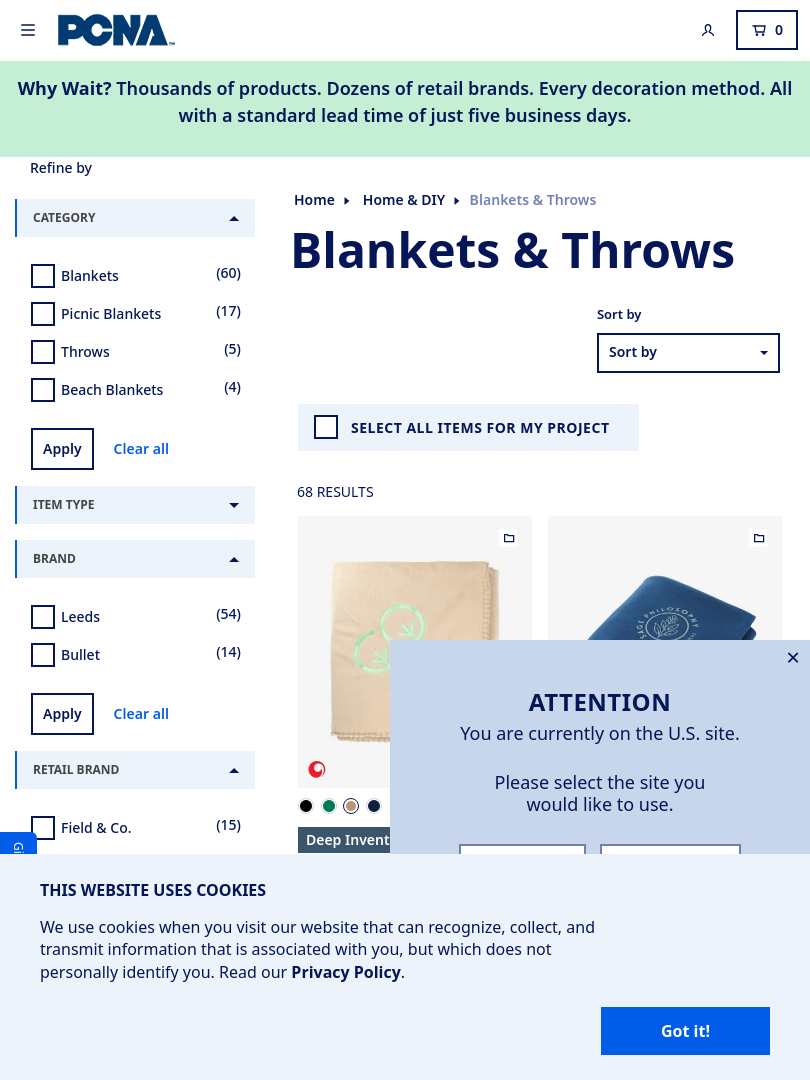 PCNA
0
Why Wait? Thousands of products. Dozens of retail brands. Every decoration method. All
with a standard lead time of just five business days.
Refine by
CATEGORY
Blankets (60)
Picnic Blankets (17)
Throws (5)
Beach Blankets (4)
Apply Clear all
ITEM TYPE
BRAND
Leeds (54)
Bullet (14)
Apply Clear all
RETAIL BRAND
Field & Co. (15)
Home Home & DIY Blankets & Throws
Blankets & Throws
Sort by
Sort by
SELECT ALL ITEMS FOR MY PROJECT
68 RESULTS
SAGE PHILOSOPHY
Deep Invent
ATTENTION
You are currently on the U.S. site.
Please select the site you
would like to use.
THIS WEBSITE USES COOKIES
We use cookies when you visit our website that can recognize, collect, and
transmit information that is associated with you, but which does not
personally identify you. Read our Privacy Policy.
Got it!